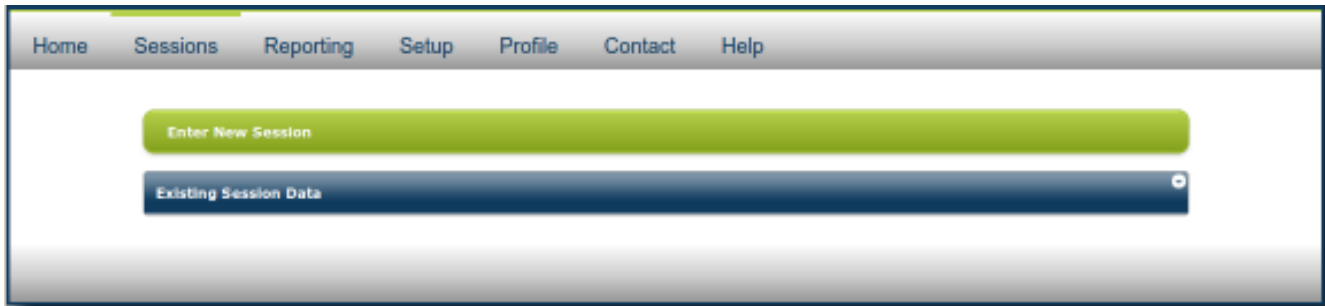 Home Sessions Reporting Setup Profile Contact Help
Enter New Session
Existing Session Data